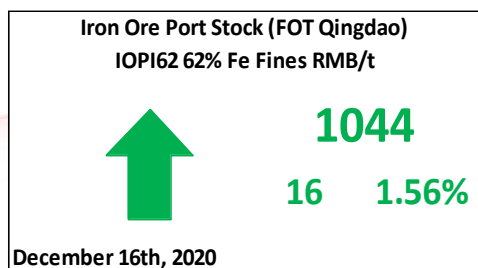 Iron Ore Port Stock (FOT Qingdao)
IOPI62 62% Fe Fines RMB/t
1044
16 1.56%
December 16th, 2020